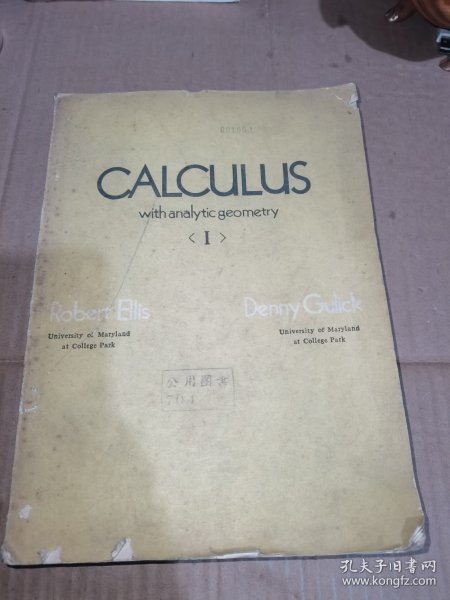 CALCULUS
with analytic geometry
< I >
Robert Ellis
University of Maryland
at College Park
Denny Gulick
University of Maryland
at College Park
公用圖書
701
孔夫子旧书网
www.kongfz.com